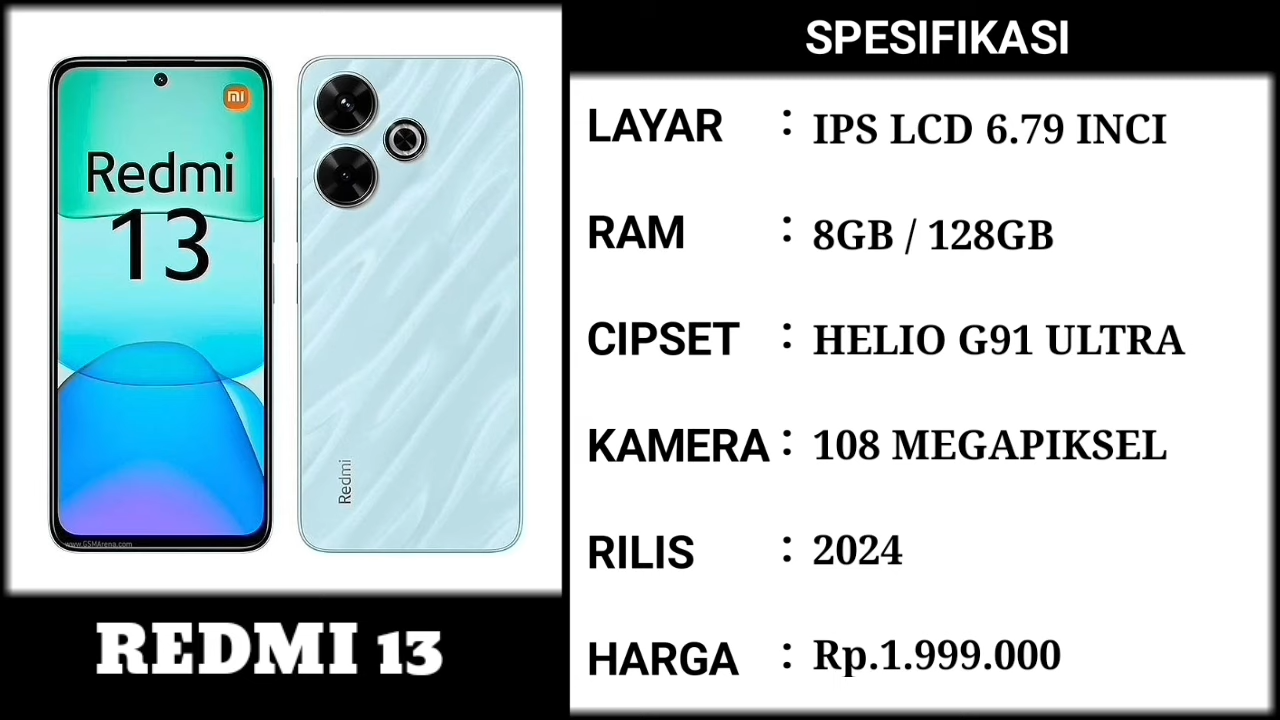 SPESIFIKASI
mi
Redmi
13
Redmi
www.GSMArena.com
REDMI 13
LAYAR : IPS LCD 6.79 INCI
RAM : 8GB / 128GB
CIPSET : HELIO G91 ULTRA
KAMERA : 108 MEGAPIKSEL
RILIS : 2024
HARGA : Rp.1.999.000